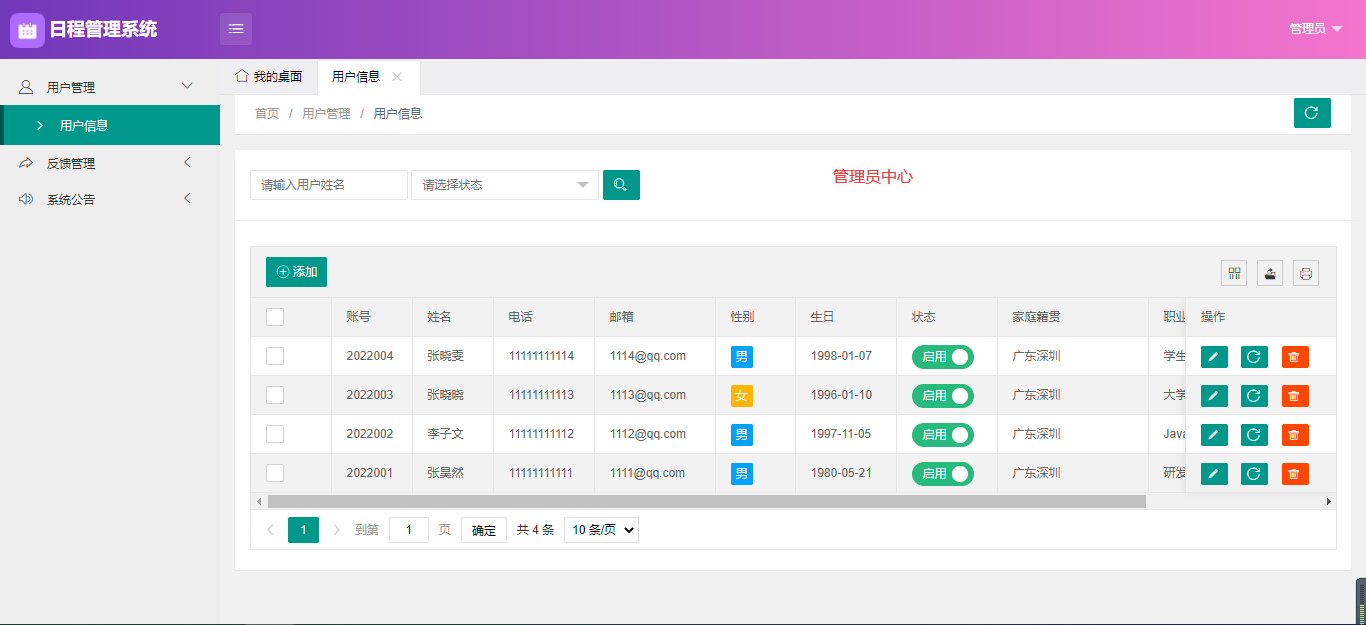 日程管理系统
管理员
用户管理
用户信息
反馈管理
系统公告
我的桌面
用户信息
首页 / 用户管理 / 用户信息
请输入用户姓名
请选择状态
管理员中心
添加
账号 姓名 电话 邮箱 性别 生日 状态 家庭籍贯 职业 操作
2022004 张晓雯 11111111114 1114@qq.com 男 1998-01-07 启用 广东深圳 学生
2022003 张晓晓 11111111113 1113@qq.com 女 1996-01-10 启用 广东深圳 大学
2022002 李子文 11111111112 1112@qq.com 男 1997-11-05 启用 广东深圳 Java
2022001 张昊然 11111111111 1111@qq.com 男 1980-05-21 启用 广东深圳 研发
1 到第 1 页 确定 共 4 条 10 条/页